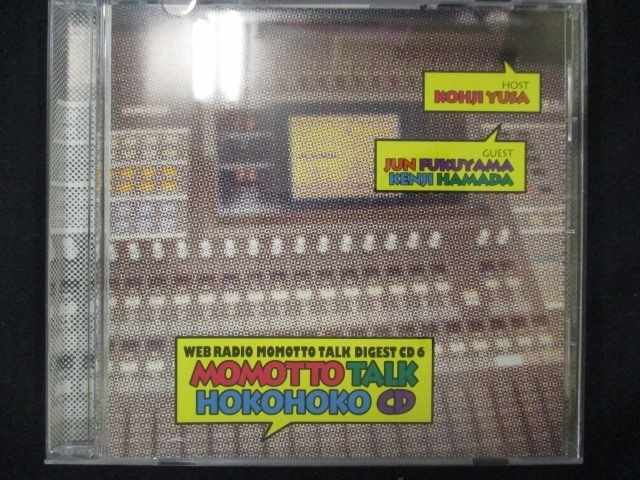 HOST
KOHJI YUSA
GUEST
JUN FUKUYAMA
KENJI HAMADA
WEB RADIO MOMOTTO TALK DIGEST CD 6
MOMOTTO TALK
HOKOHOKO CD